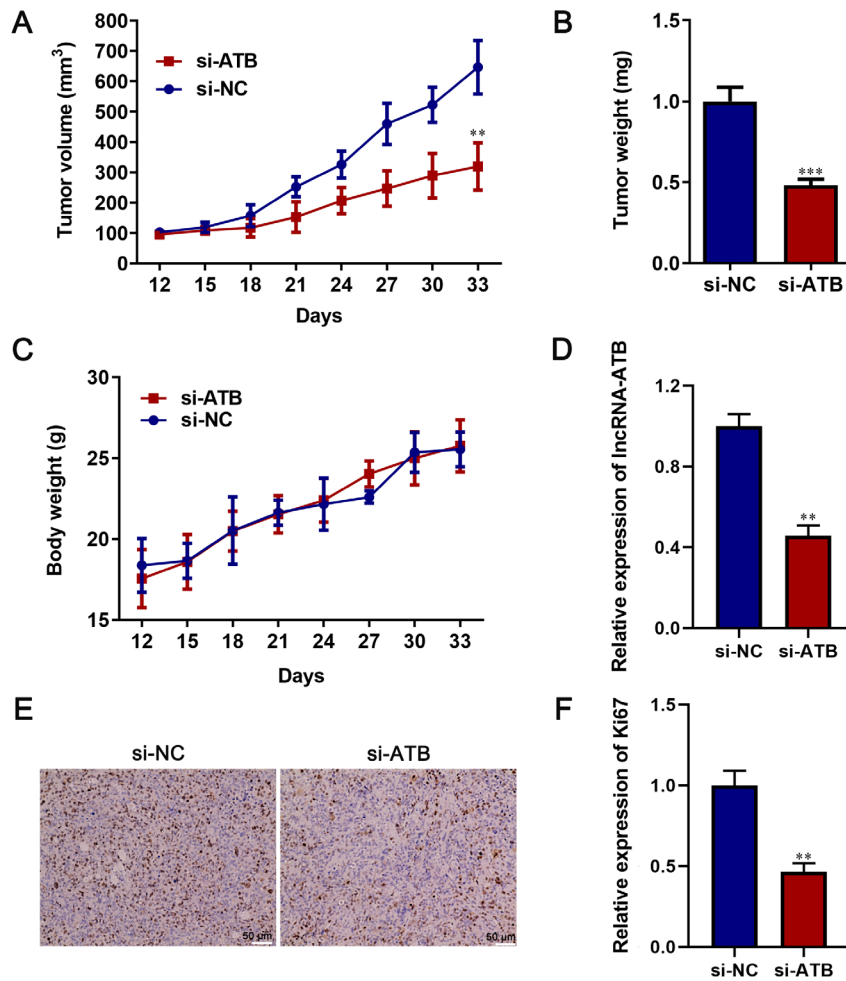 A
Tumor volume (mm³)
800
700
600
500
400
300
200
100
0
si-ATB
si-NC
**
12 15 18 21 24 27 30 33
Days
B
Tumor weight (mg)
1.5
1.0
0.5
0.0
***
si-NC si-ATB
C
Body weight (g)
30
25
20
15
si-ATB
si-NC
12 15 18 21 24 27 30 33
Days
D
Relative expression of lncRNA-ATB
1.2
0.8
0.4
0.0
**
si-NC si-ATB
E
si-NC
si-ATB
50 μm
50 μm
F
Relative expression of Ki67
1.5
1.0
0.5
0.0
**
si-NC si-ATB